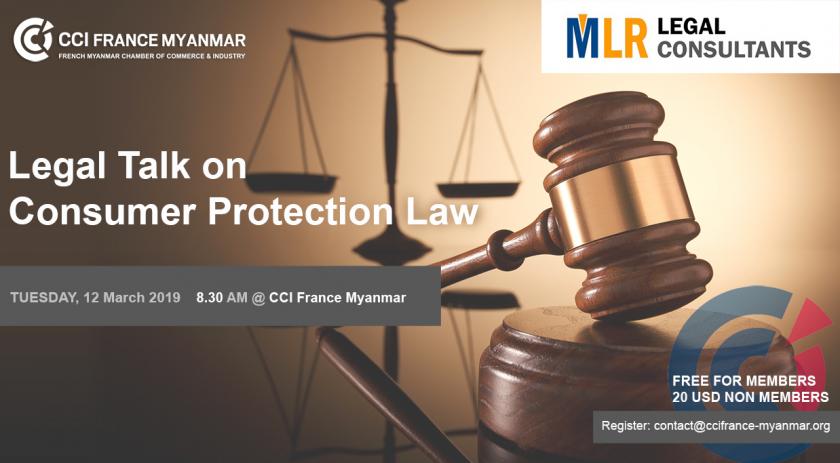 CCI FRANCE MYANMAR
FRENCH MYANMAR CHAMBER OF COMMERCE & INDUSTRY
MLR LEGAL
CONSULTANTS
Legal Talk on
Consumer Protection Law
TUESDAY, 12 March 2019 8.30 AM @ CCI France Myanmar
FREE FOR MEMBERS
20 USD NON MEMBERS
Register: contact@ccifrance-myanmar.org